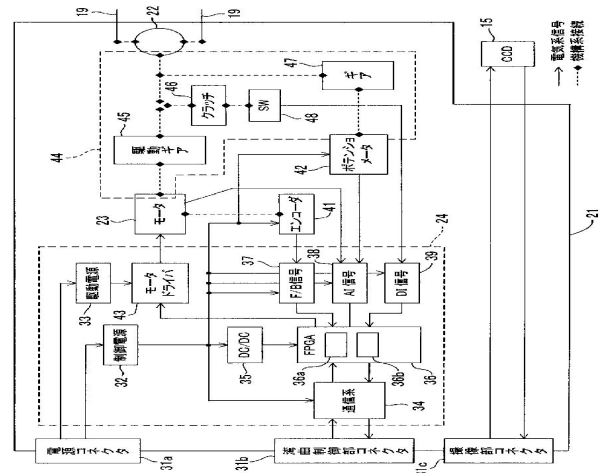 19
22
19
15
CCD
電気系信号
機構系接続
47
ギア
46
クラッチ
SW
48
45
駆動ギア
44
ポテンショ
メータ
42
モータ
23
エンコーダ
41
24
21
駆動電源
33
モータ
ドライバ
43
37
F/B信号
38
AI信号
DI信号
39
制御電源
32
DC/DC
35
FPGA
36a
36b
36
通信系
34
電源コネクタ
31a
湾曲制御部コネクタ
31b
撮像部コネクタ
31c